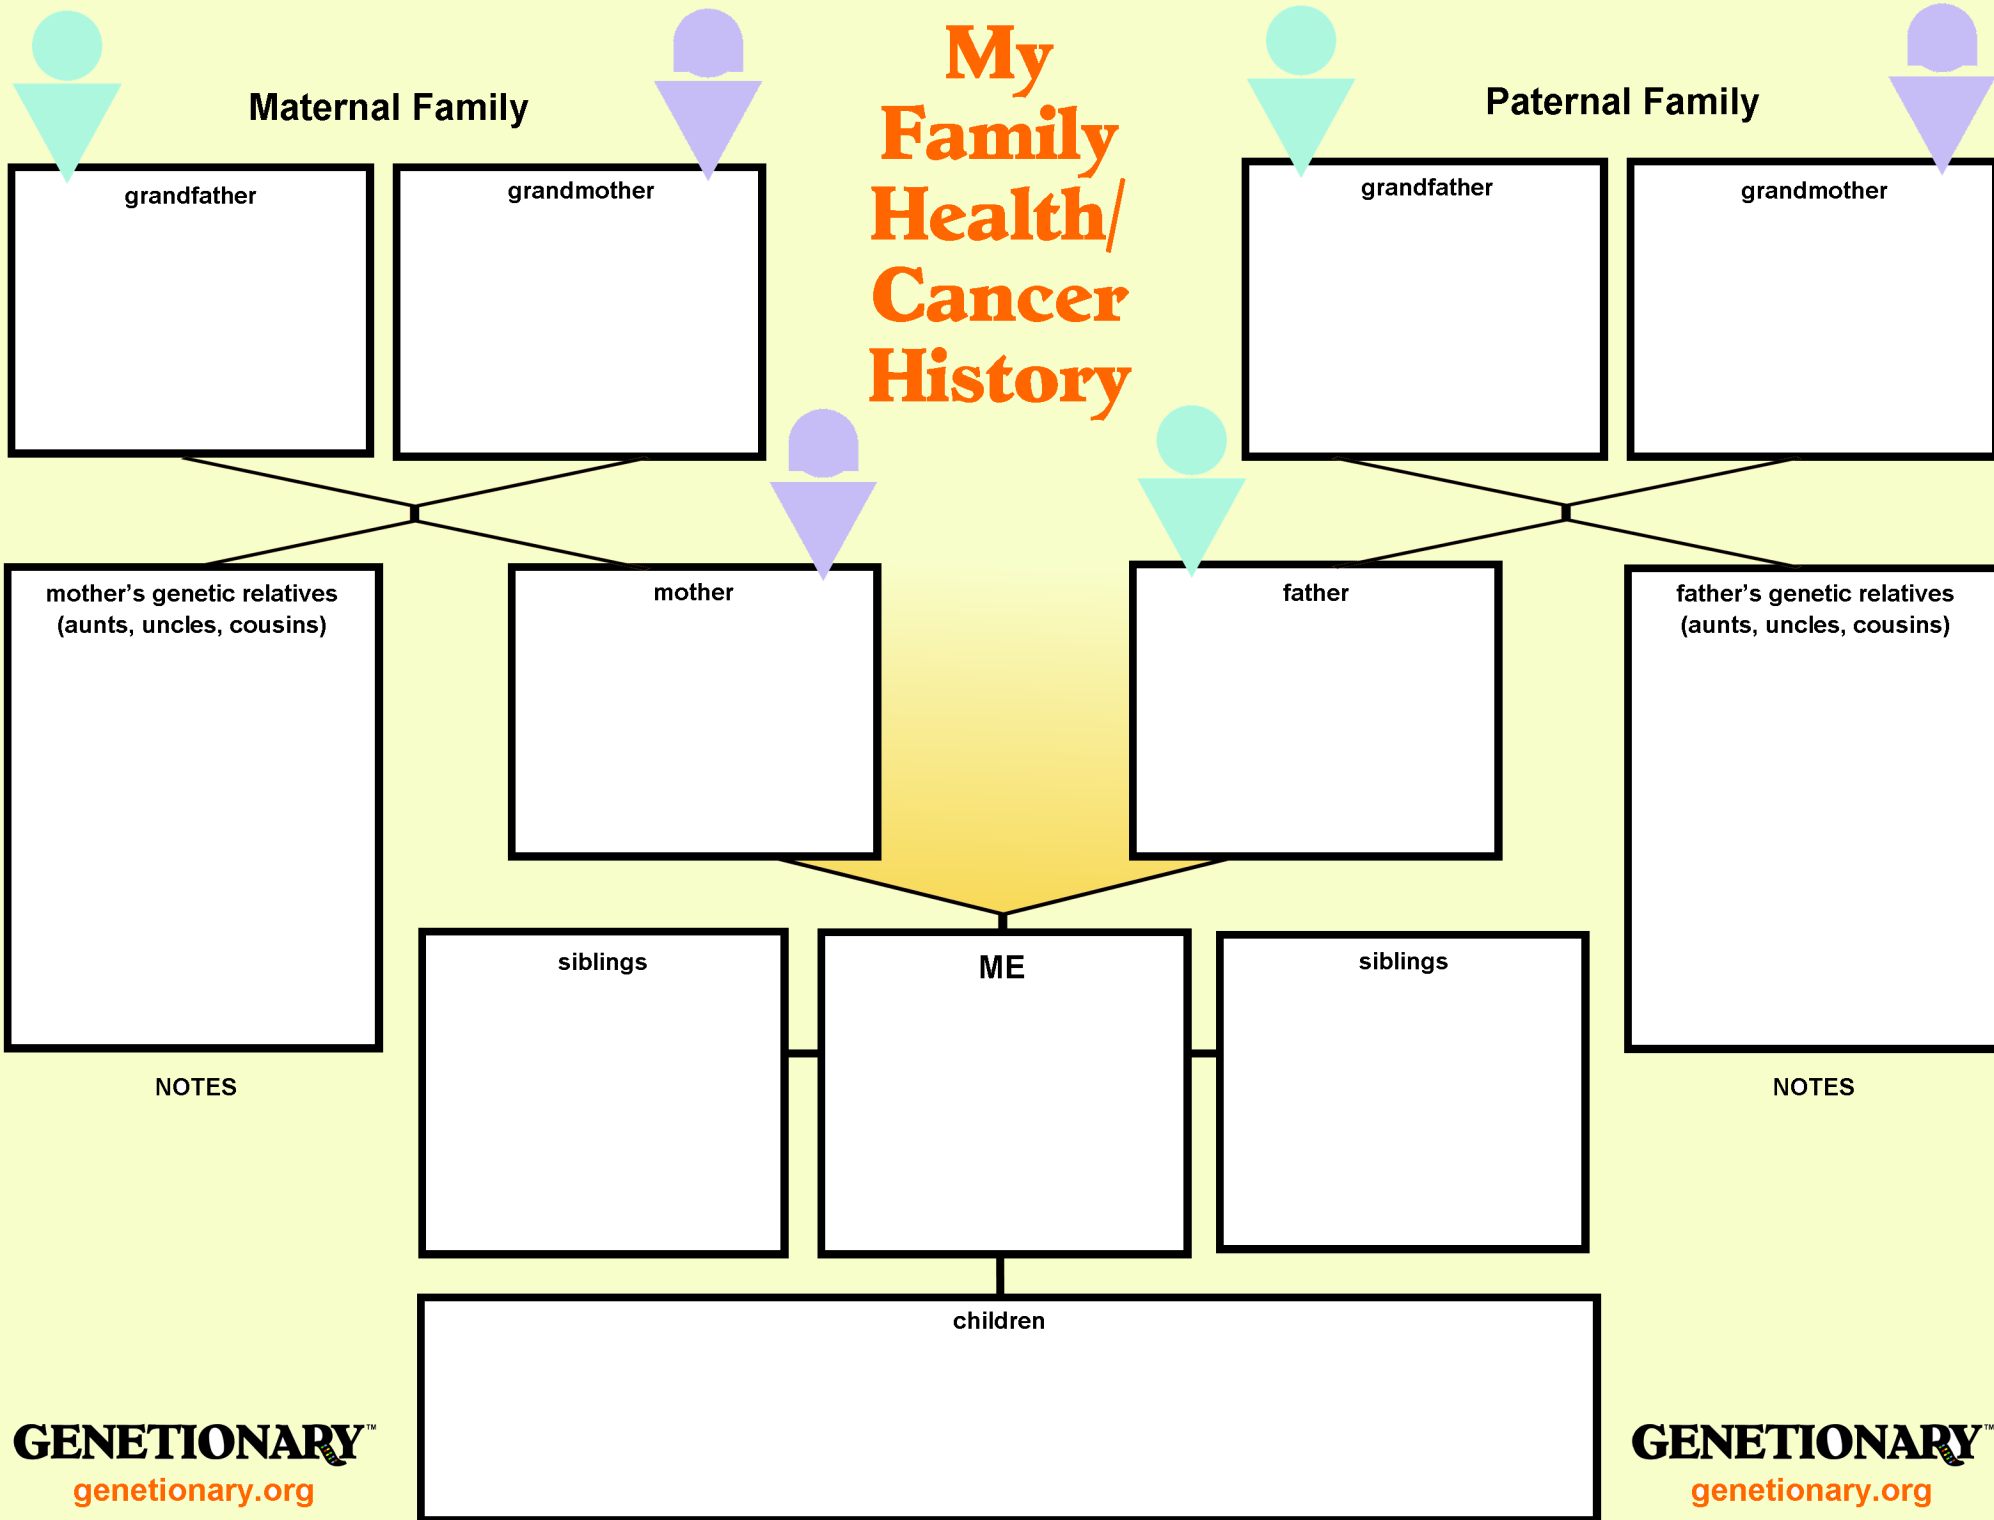 My
Family
Health/
Cancer
History
Maternal Family
Paternal Family
grandfather
grandmother
grandfather
grandmother
mother's genetic relatives
(aunts, uncles, cousins)
mother
father
father's genetic relatives
(aunts, uncles, cousins)
siblings
ME
siblings
NOTES
NOTES
children
GENETIONARY™
genetionary.org
GENETIONARY™
genetionary.org